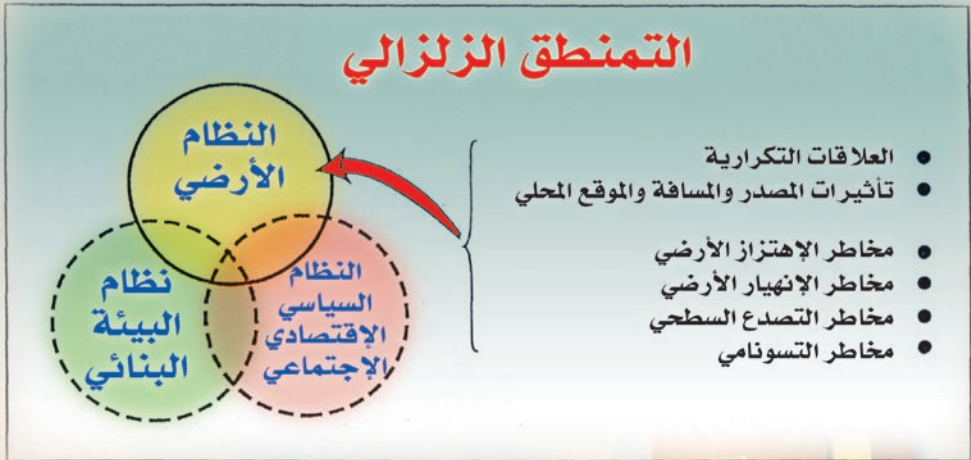 التمنطق الزلزالي
العلاقات التكرارية
تأثيرات المصدر والمسافة والموقع المحلي
مخاطر الإهتزاز الأرضي
مخاطر الإنهيار الأرضي
مخاطر التصدع السطحي
مخاطر التسونامي
النظام
الأرضي
النظام
السياسي
الإقتصادي
الإجتماعي
نظام
البيئة
البنائي